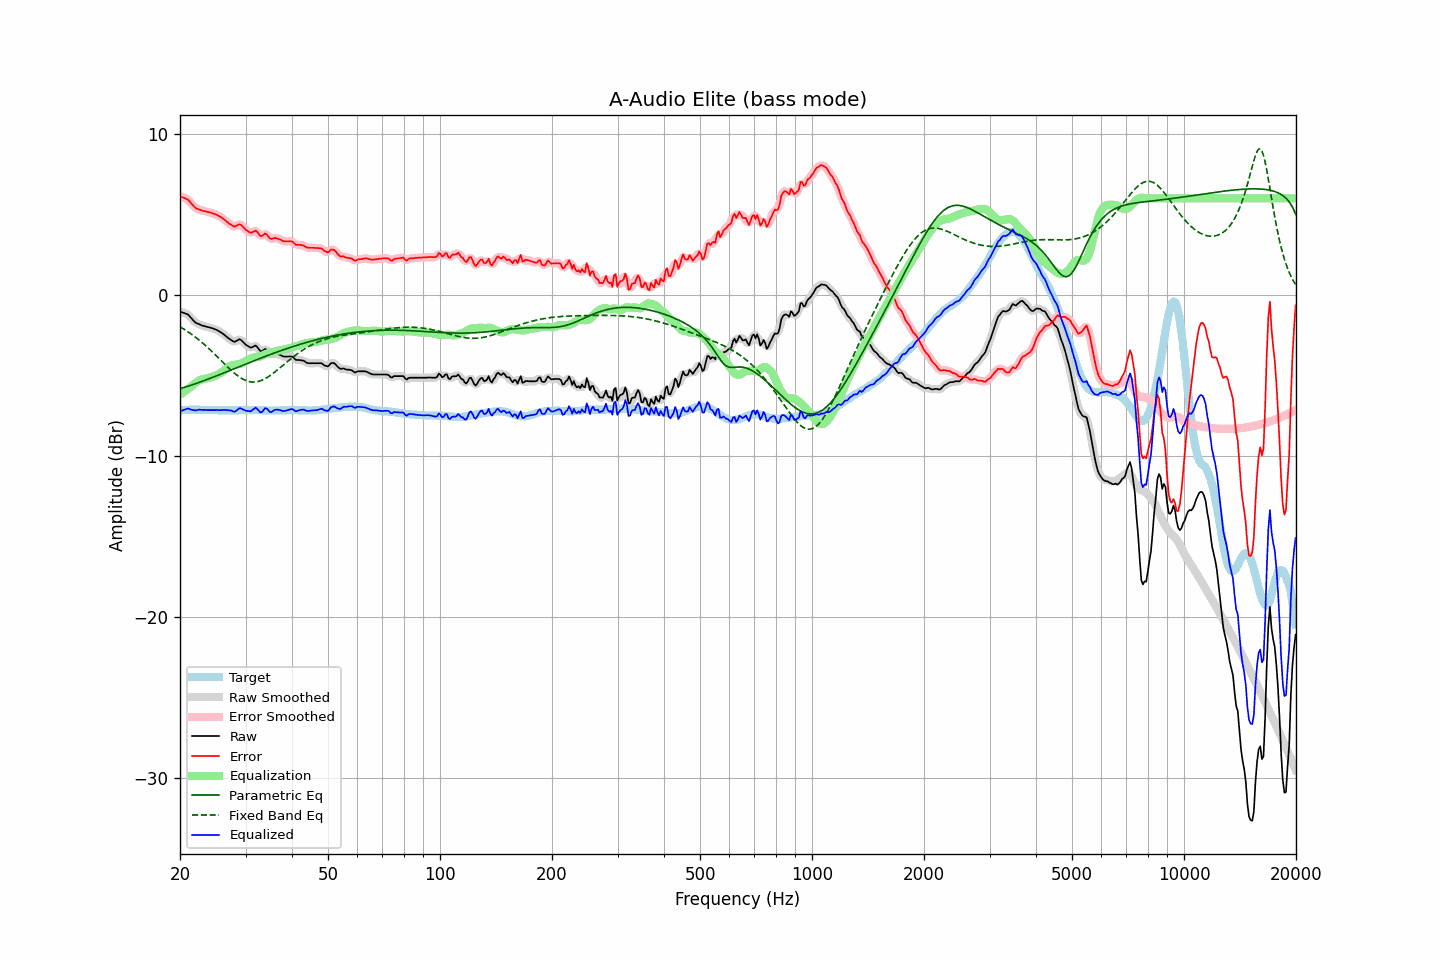 A-Audio Elite (bass mode)
10
0
−10
−20
−30
Amplitude (dBr)
Target
Raw Smoothed
Error Smoothed
Raw
Error
Equalization
Parametric Eq
Fixed Band Eq
Equalized
20 50 100 200 500 1000 2000 5000 10000 20000
Frequency (Hz)